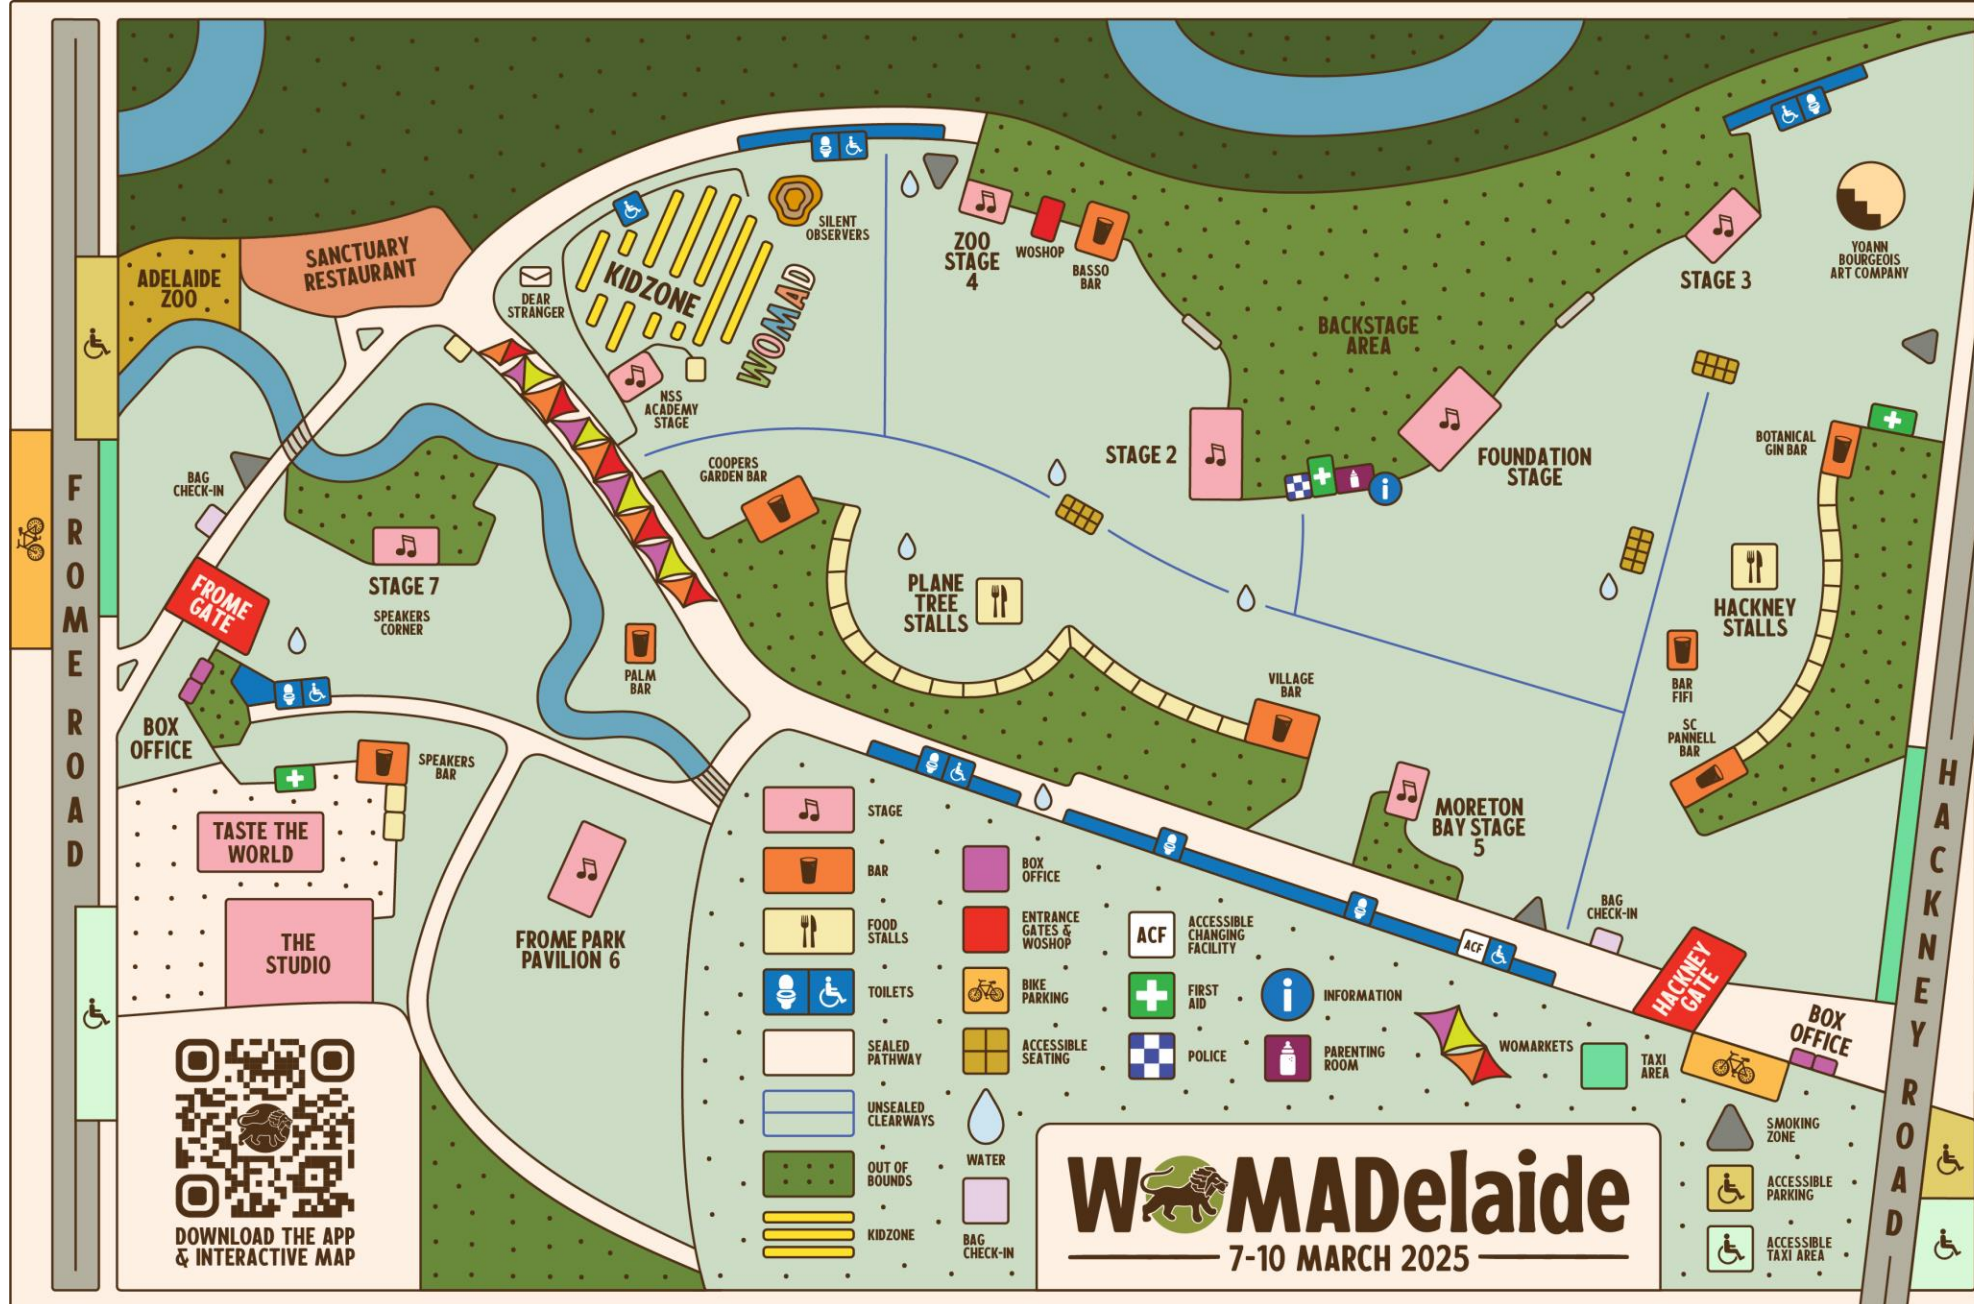 SANCTUARY
RESTAURANT
ADELAIDE
ZOO
SILENT
OBSERVERS
KIDZONE
DEAR
STRANGER
WOMAD
NSS
ACADEMY
STAGE
ZOO
STAGE
4
WOSHOP
BASSO
BAR
BACKSTAGE
AREA
STAGE 3
YOANN
BOURGEOIS
ART COMPANY
STAGE 2
FOUNDATION
STAGE
BOTANICAL
GIN BAR
COOPERS
GARDEN BAR
BAG
CHECK-IN
FROME
GATE
STAGE 7
SPEAKERS
CORNER
PLANE
TREE
STALLS
HACKNEY
STALLS
PALM
BAR
VILLAGE
BAR
BAR
FIFI
SC
PANNELL
BAR
BOX
OFFICE
SPEAKERS
BAR
MORETON
BAY STAGE
5
TASTE THE
WORLD
THE
STUDIO
FROME PARK
PAVILION 6
BAG
CHECK-IN
ACF
HACKNEY
GATE
BOX
OFFICE
FROME ROAD
HACKNEY ROAD
STAGE
BAR
FOOD
STALLS
TOILETS
SEALED
PATHWAY
UNSEALED
CLEARWAYS
OUT OF
BOUNDS
KIDZONE
BOX
OFFICE
ENTRANCE
GATES &
WOSHOP
BIKE
PARKING
ACCESSIBLE
SEATING
WATER
BAG
CHECK-IN
ACF
ACCESSIBLE
CHANGING
FACILITY
FIRST
AID
POLICE
i
INFORMATION
PARENTING
ROOM
WOMARKETS
TAXI
AREA
SMOKING
ZONE
ACCESSIBLE
PARKING
ACCESSIBLE
TAXI AREA
DOWNLOAD THE APP
& INTERACTIVE MAP
WOMADelaide
7-10 MARCH 2025